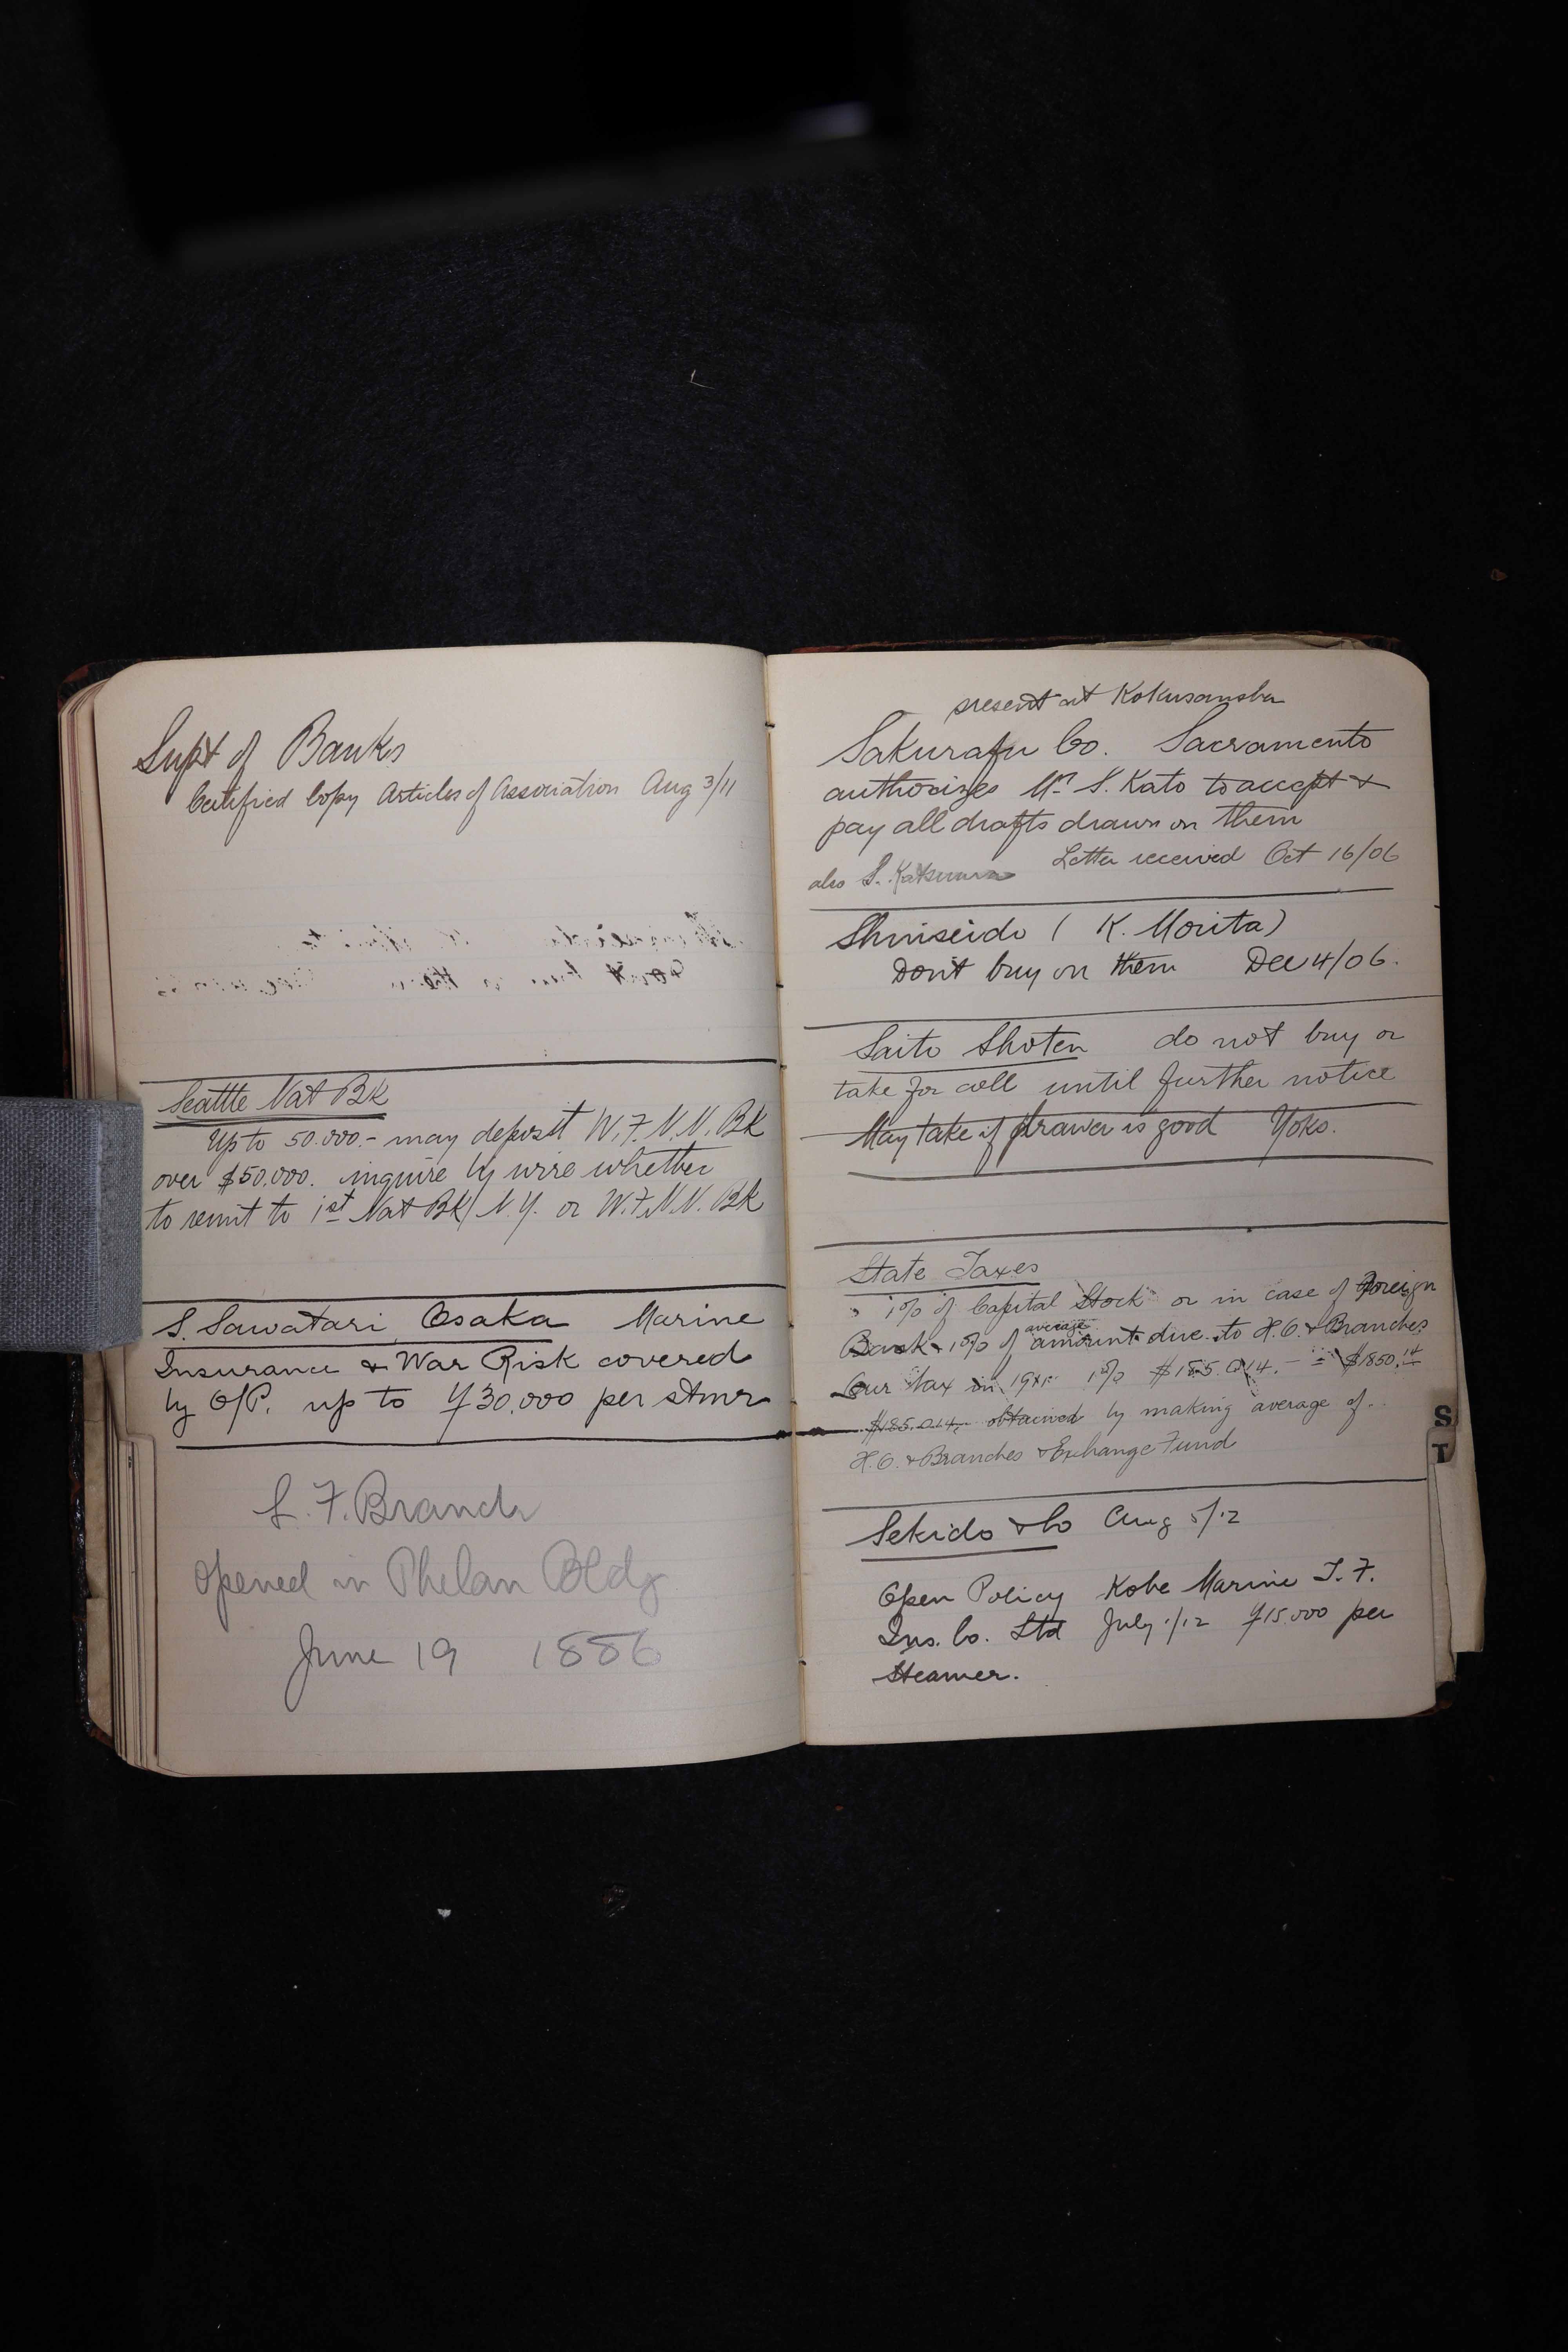 Supt of Banks
Certified Copy Articles of Association Aug 3/11
Seattle Nat Bk
Up to 50.000.- may deposit W.F.N.N. Bk
over $50,000. inquire by wire whether
to remit to 1st Nat Bk, N.Y. or W.F.N.N. Bk
S. Sawatari, Osaka Marine
Insurance & War Risk covered
by O/P. up to ¥30,000 per stmr
S. F. Branch
opened in Phelan Bldg
June 19 1886
present at Kokusansha
Co. Sacramento
authorizes Mr. S. Kato to accept &
pay all drafts drawn on them
Letter received Oct 16/06
also S.
Shinseido ( K. Morita)
Don't buy on them Dec 4/06.
Saito Shoten do not buy or
take for coll until further notice
May take if drawer is good Yoko.
State Taxes
1% of Capital Stock or in case of Foreign
Bank 1% of average amount due to H.O. & Branches
Our tax in 1% $185.014.- = $1850.14
$185.014.- obtained by making average of
H.O. & Branches & Exchange Fund
Sekido & Co Aug 5/12
Open Policy Kobe Marine T. F.
Ins. Co. Ltd July 1/12 ¥15.000 per
Steamer.
S
T